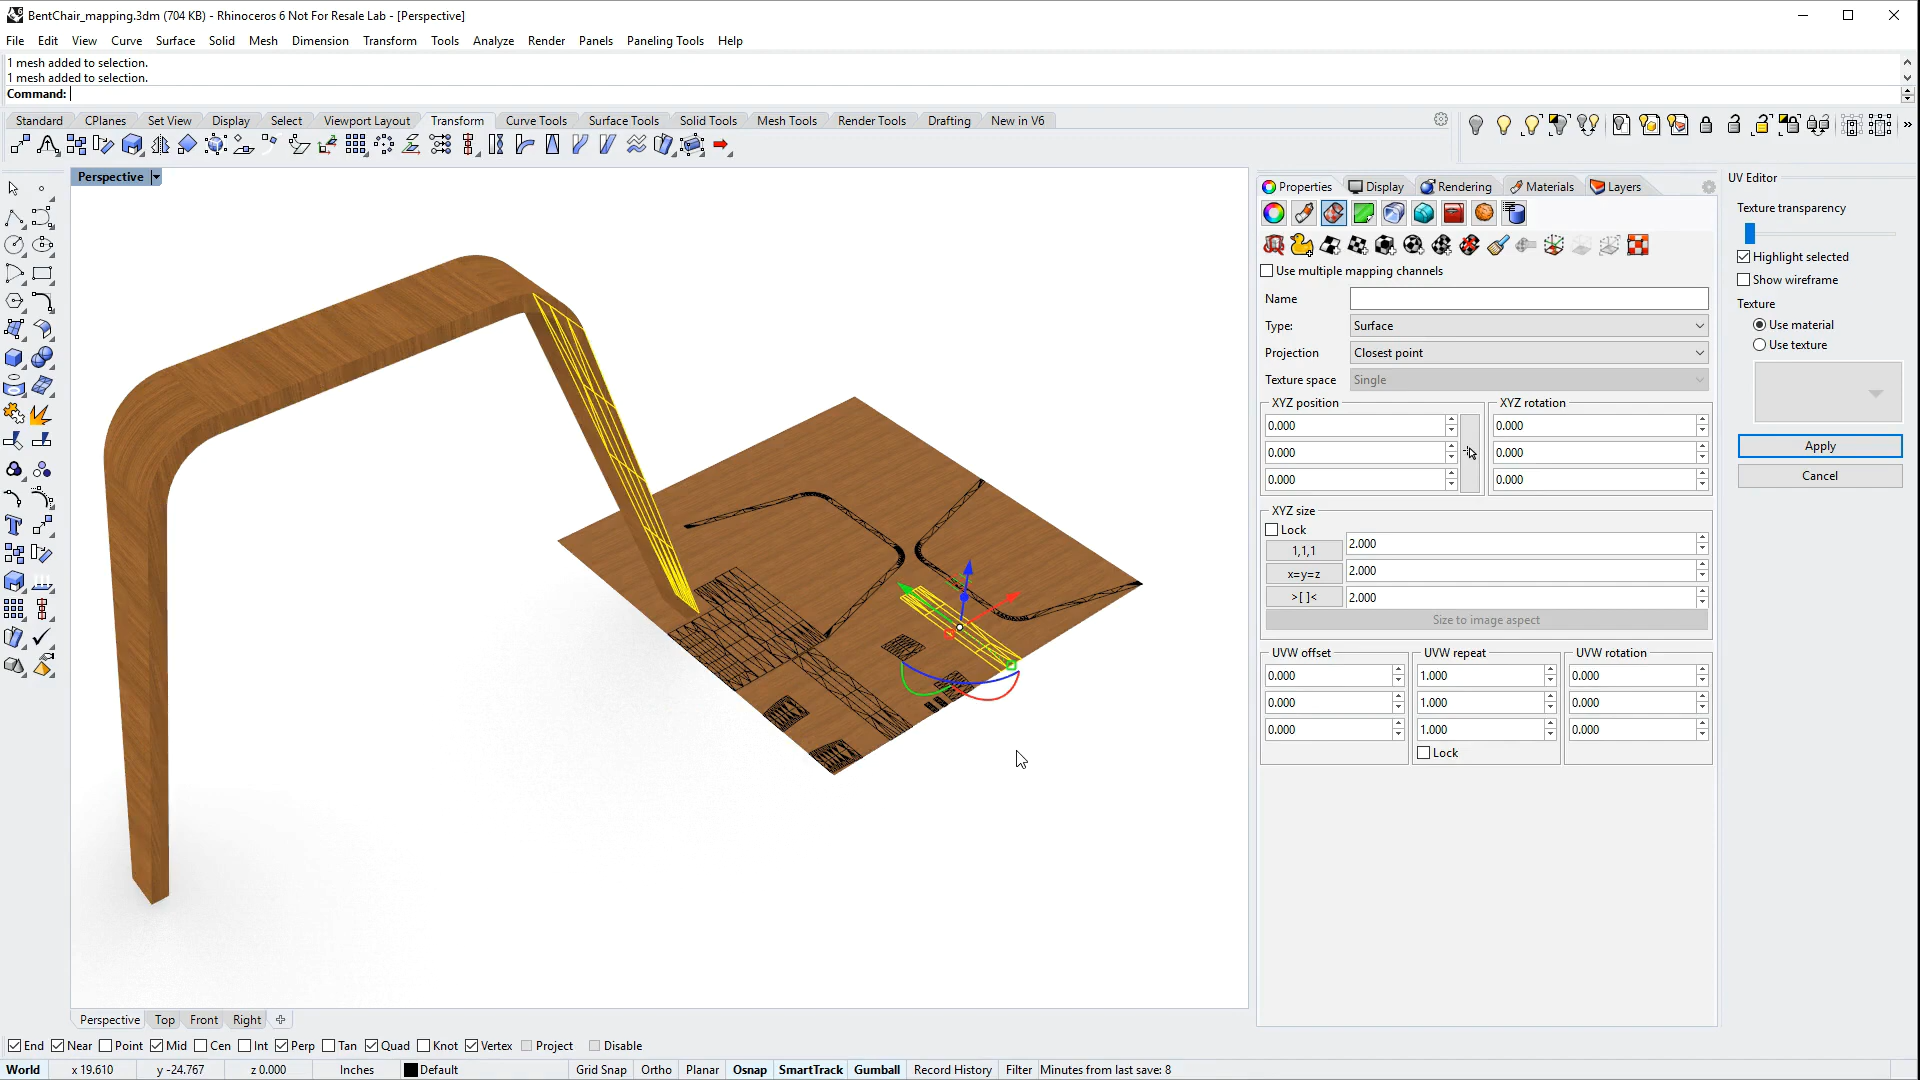 BentChair_mapping.3dm (704 KB) - Rhinoceros 6 Not For Resale Lab - [Perspective]
File Edit View Curve Surface Solid Mesh Dimension Transform Tools Analyze Render Panels Paneling Tools Help
1 mesh added to selection.
1 mesh added to selection.
Command:
Standard CPlanes Set View Display Select Viewport Layout Transform Curve Tools Surface Tools Solid Tools Mesh Tools Render Tools Drafting New in V6
Perspective
Properties Display Rendering Materials Layers
Use multiple mapping channels
Name
Type: Surface
Projection Closest point
Texture space Single
XYZ position XYZ rotation
0.000 0.000
0.000 0.000
0.000 0.000
XYZ size
Lock
1,1,1 2.000
x=y=z 2.000
>[ ]< 2.000
Size to image aspect
UVW offset UVW repeat UVW rotation
0.000 1.000 0.000
0.000 1.000 0.000
0.000 1.000 0.000
Lock
UV Editor
Texture transparency
Highlight selected
Show wireframe
Texture
Use material
Use texture
Apply
Cancel
Perspective Top Front Right
End Near Point Mid Cen Int Perp Tan Quad Knot Vertex Project Disable
World x 19.610 y -24.767 z 0.000 Inches Default Grid Snap Ortho Planar Osnap SmartTrack Gumball Record History Filter Minutes from last save: 8